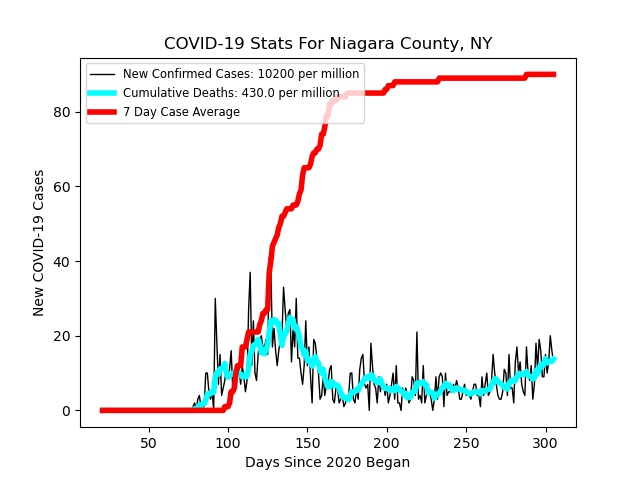 COVID-19 Stats For Niagara County, NY
New Confirmed Cases: 10200 per million
Cumulative Deaths: 430.0 per million
7 Day Case Average
80
60
40
20
0
New COVID-19 Cases
50 100 150 200 250 300
Days Since 2020 Began